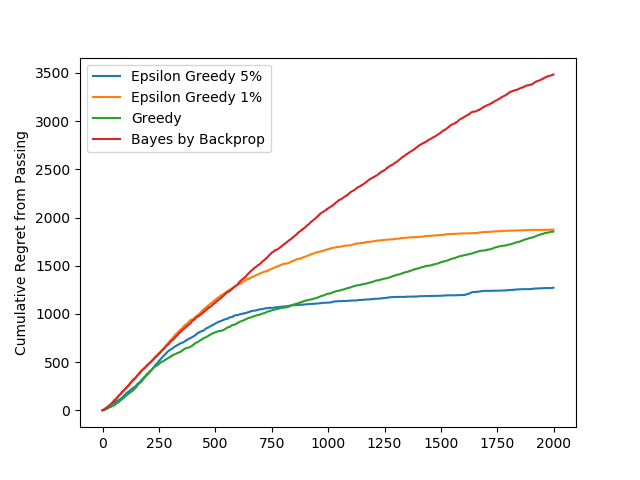 Epsilon Greedy 5%
Epsilon Greedy 1%
Greedy
Bayes by Backprop
Cumulative Regret from Passing
3500
3000
2500
2000
1500
1000
500
0
0 250 500 750 1000 1250 1500 1750 2000